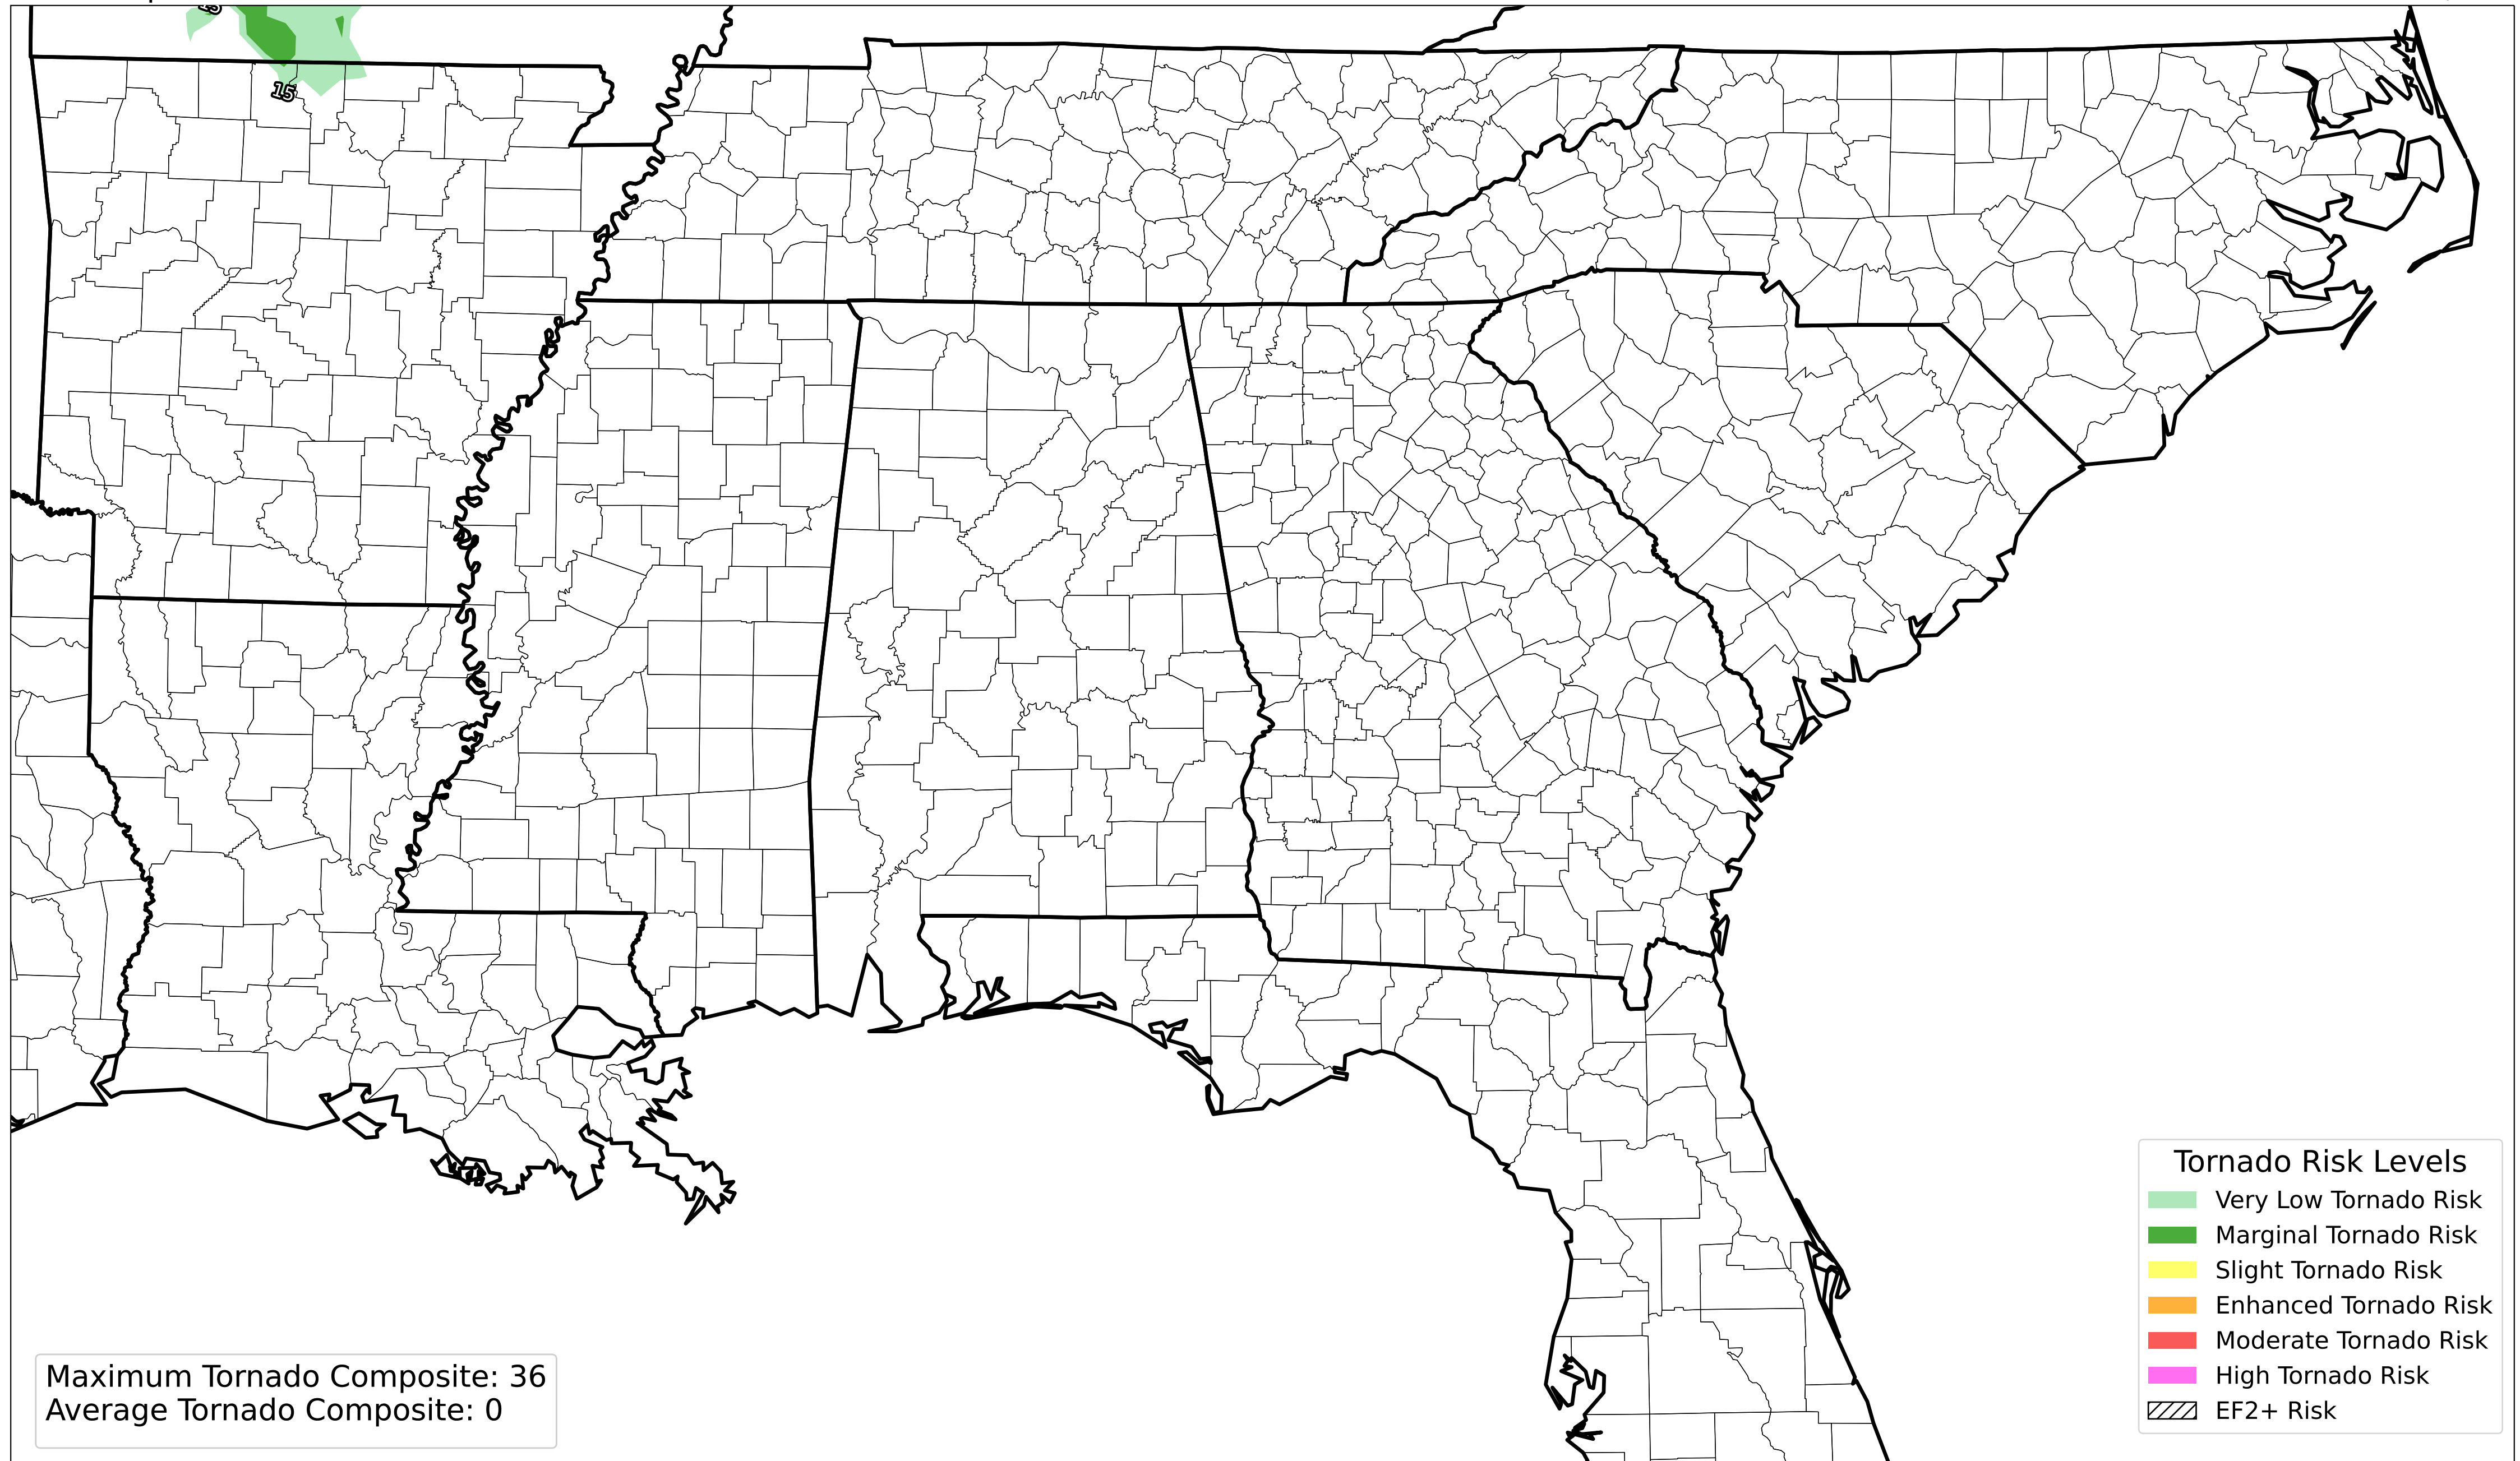 15
Tornado Risk Levels
Very Low Tornado Risk
Marginal Tornado Risk
Slight Tornado Risk
Enhanced Tornado Risk
Moderate Tornado Risk
High Tornado Risk
EF2+ Risk
Maximum Tornado Composite: 36
Average Tornado Composite: 0